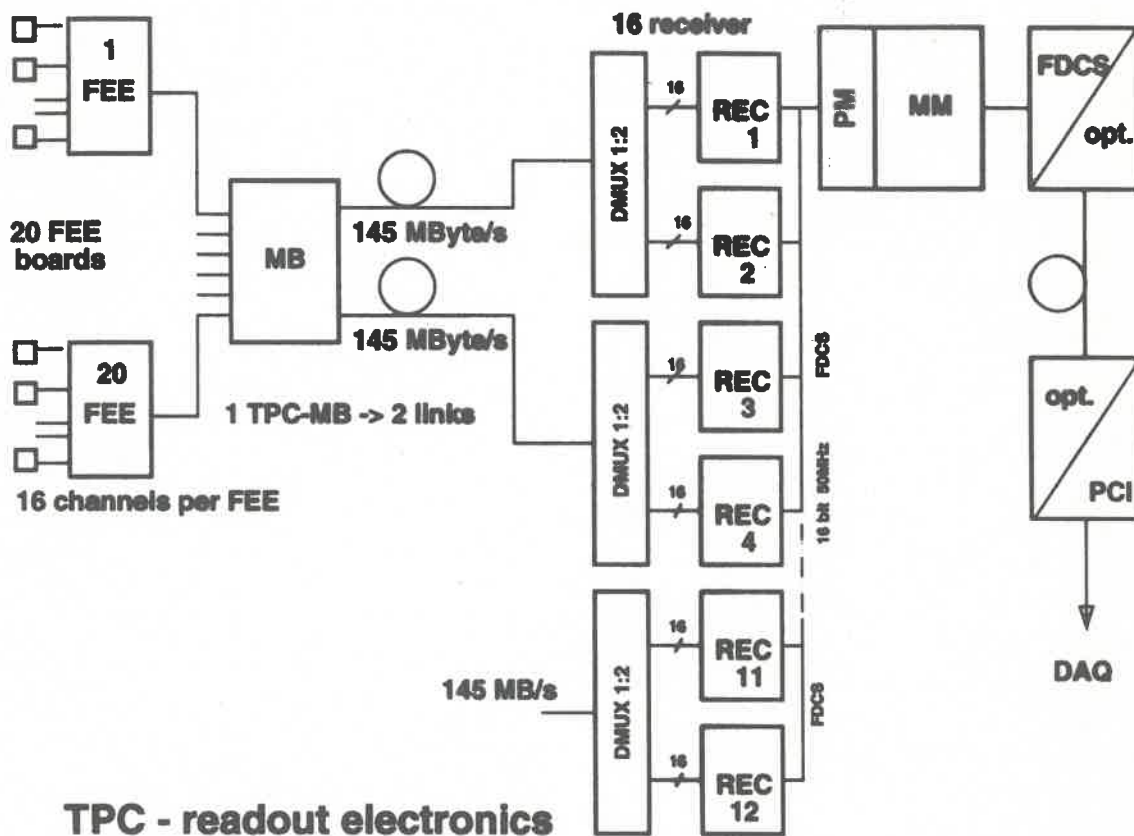 16 receiver
1
FEE
20 FEE
boards
20
FEE
16 channels per FEE
MB
145 MByte/s
145 MByte/s
1 TPC-MB -> 2 links
DMUX 1:2
16
REC
1
16
REC
2
DMUX 1:2
16
REC
3
16
REC
4
145 MB/s
DMUX 1:2
16
REC
11
16
REC
12
FDCS
16 bit 50MHz
FDCS
PM
MM
FDCS
opt.
opt.
PCI
DAQ
TPC - readout electronics